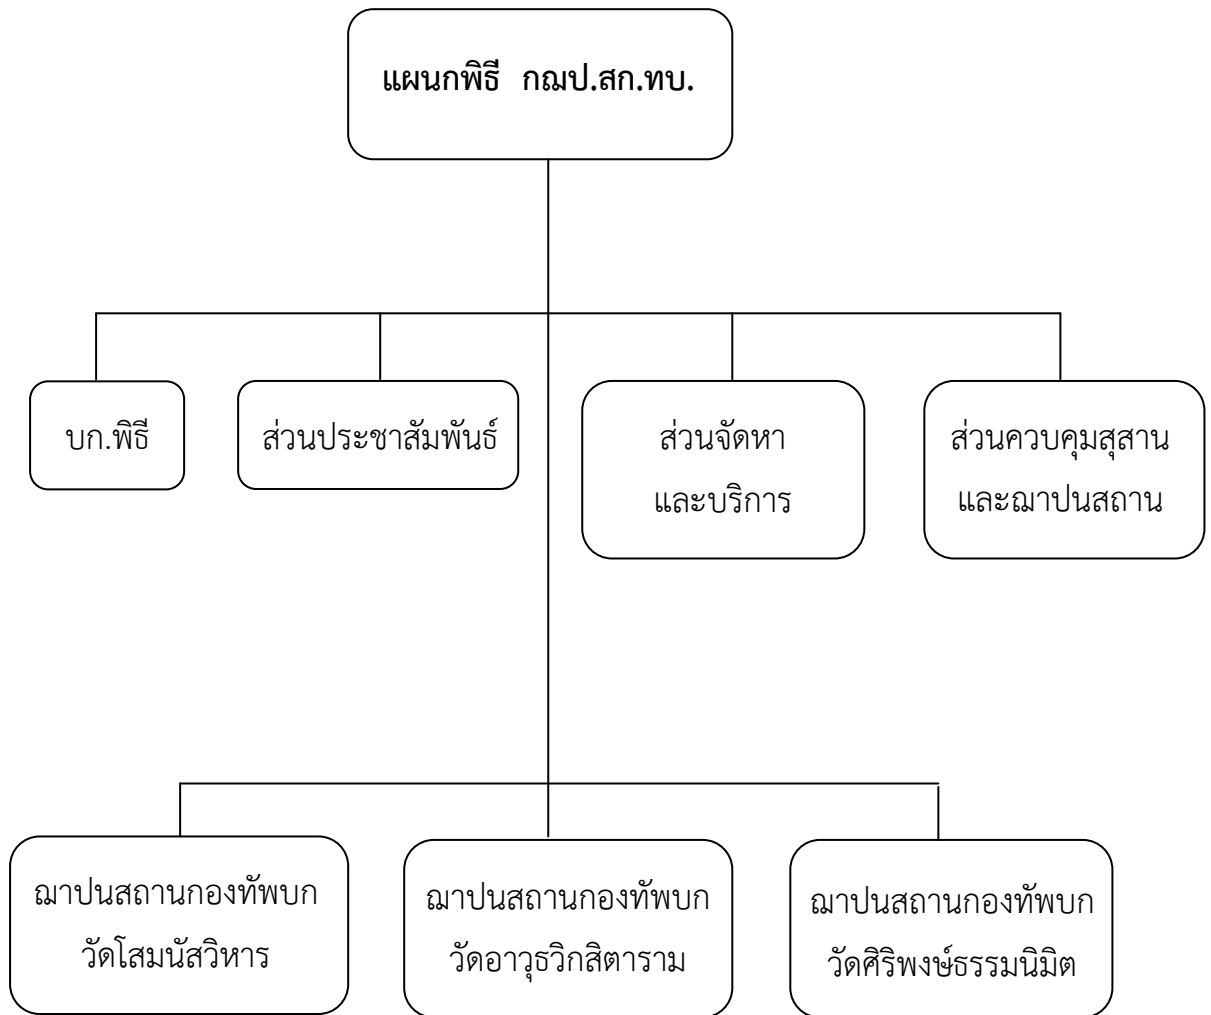 แผนกพิธี กฌป.สก.ทบ.
บก.พิธี
ส่วนประชาสัมพันธ์
ส่วนจัดหา
และบริการ
ส่วนควบคุมสุสาน
และฌาปนสถาน
ฌาปนสถานกองทัพบก
วัดโสมนัสวิหาร
ฌาปนสถานกองทัพบก
วัดอาวุธวิกสิตาราม
ฌาปนสถานกองทัพบก
วัดศิริพงษ์ธรรมนิมิต